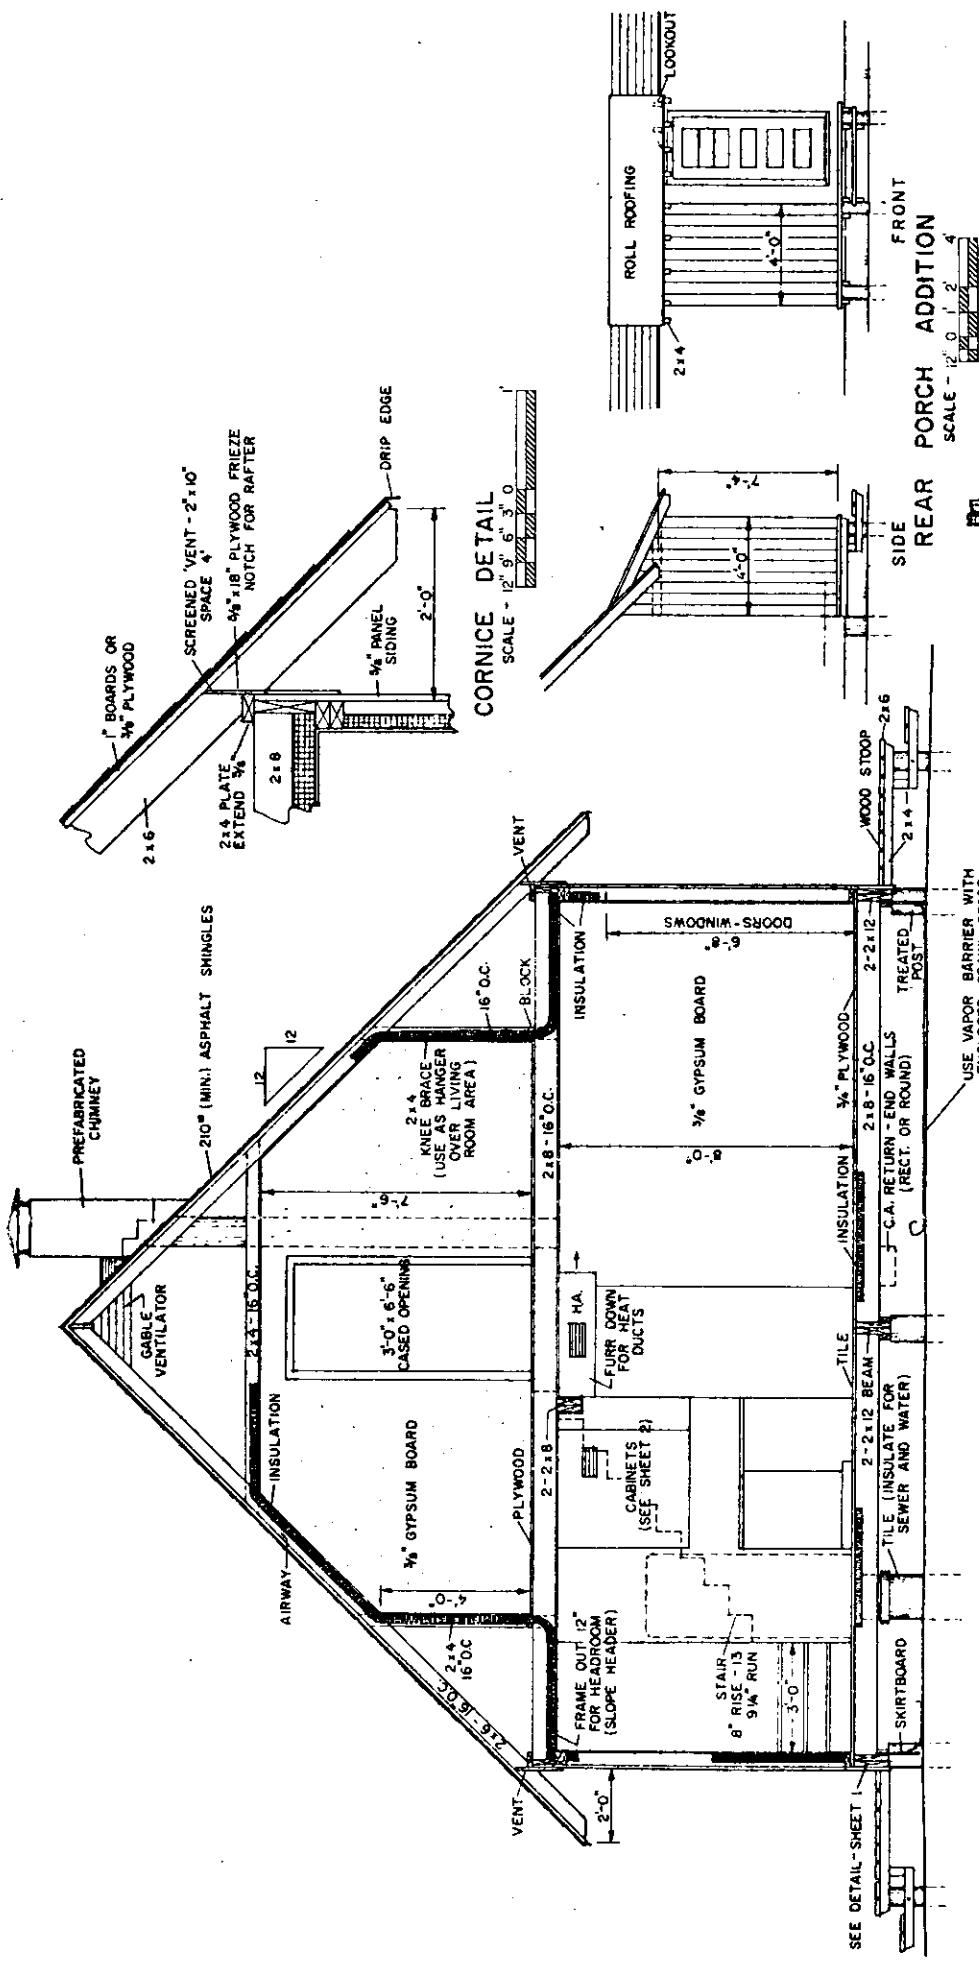 PREFABRICATED
CHIMNEY
210# (MIN.) ASPHALT SHINGLES
12
12
GABLE
VENTILATOR
2x4 - 16" O.C.
INSULATION
AIRWAY
7'-6"
3'-0" x 6'-6"
CASED OPENING
3/8" GYPSUM BOARD
2x4
KNEE BRACE
(USE AS HANGER
OVER LIVING
ROOM AREA)
16" O.C.
BLOCK
VENT
4'-0"
2x4
16" O.C
2x6 - 16" O.C.
PLYWOOD
2-2x8
2x8 - 16" O.C.
VENT
2'-0"
FRAME OUT 12"
FOR HEADROOM
(SLOPE HEADER)
H.A.
FURR DOWN
FOR HEAT
DUCTS
CABINETS
(SEE SHEET 2)
STAIR
8" RISE - 13
9 1/4" RUN
3'-0"
8'-0"
3/8" GYPSUM BOARD
INSULATION
6'-8"
DOORS - WINDOWS
WOOD STOOP
2x6
2x4
SEE DETAIL - SHEET 1
SKIRTBOARD
TILE (INSULATE FOR
SEWER AND WATER)
2-2x12 BEAM
TILE
INSULATION
3/4" PLYWOOD
2x8 - 16" O.C.
2-2x12
C.A. RETURN - END WALLS
(RECT. OR ROUND)
TREATED
POST
USE VAPOR BARRIER WITH
1" BOARDS OR
3/8" PLYWOOD
2x6
SCREENED VENT - 2" x 10"
SPACE 4'
3/8" x 18" PLYWOOD FRIEZE
NOTCH FOR RAFTER
2x4 PLATE
EXTEND 5/8"
2x8
5/8" PANEL
SIDING
2'-0"
DRIP EDGE
CORNICE DETAIL
SCALE - 12" 9" 6" 3" 0 1'
4'-0"
7'-4"
SIDE
ROLL ROOFING
LOOKOUT
2x4
4'-0"
FRONT
REAR PORCH ADDITION
SCALE - 12" 0 1' 2' 4'